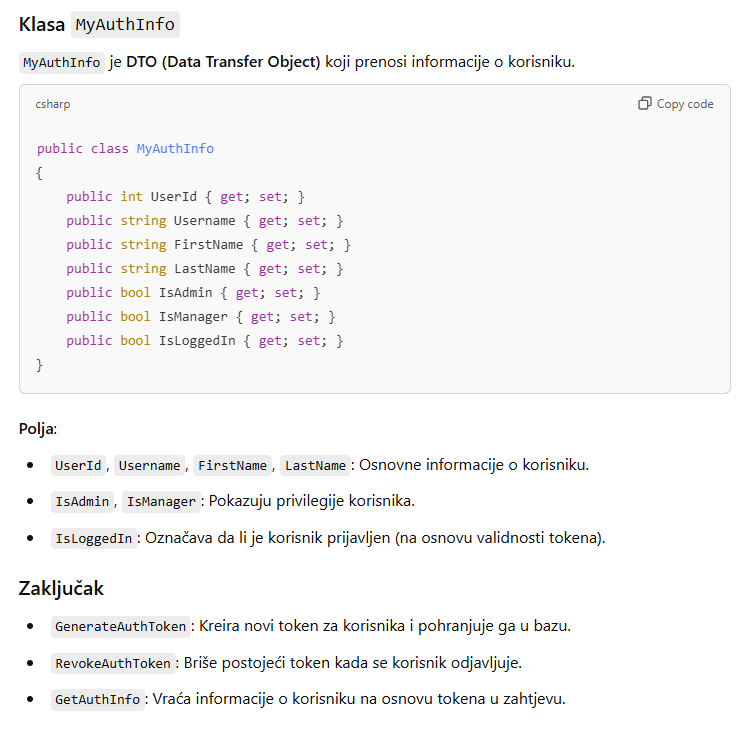 Klasa MyAuthInfo
MyAuthInfo je DTO (Data Transfer Object) koji prenosi informacije o korisniku.
csharp Copy code
public class MyAuthInfo
{
    public int UserId { get; set; }
    public string Username { get; set; }
    public string FirstName { get; set; }
    public string LastName { get; set; }
    public bool IsAdmin { get; set; }
    public bool IsManager { get; set; }
    public bool IsLoggedIn { get; set; }
}
Polja:
• UserId, Username, FirstName, LastName: Osnovne informacije o korisniku.
• IsAdmin, IsManager: Pokazuju privilegije korisnika.
• IsLoggedIn: Označava da li je korisnik prijavljen (na osnovu validnosti tokena).
Zaključak
• GenerateAuthToken: Kreira novi token za korisnika i pohranjuje ga u bazu.
• RevokeAuthToken: Briše postojeći token kada se korisnik odjavljuje.
• GetAuthInfo: Vraća informacije o korisniku na osnovu tokena u zahtjevu.